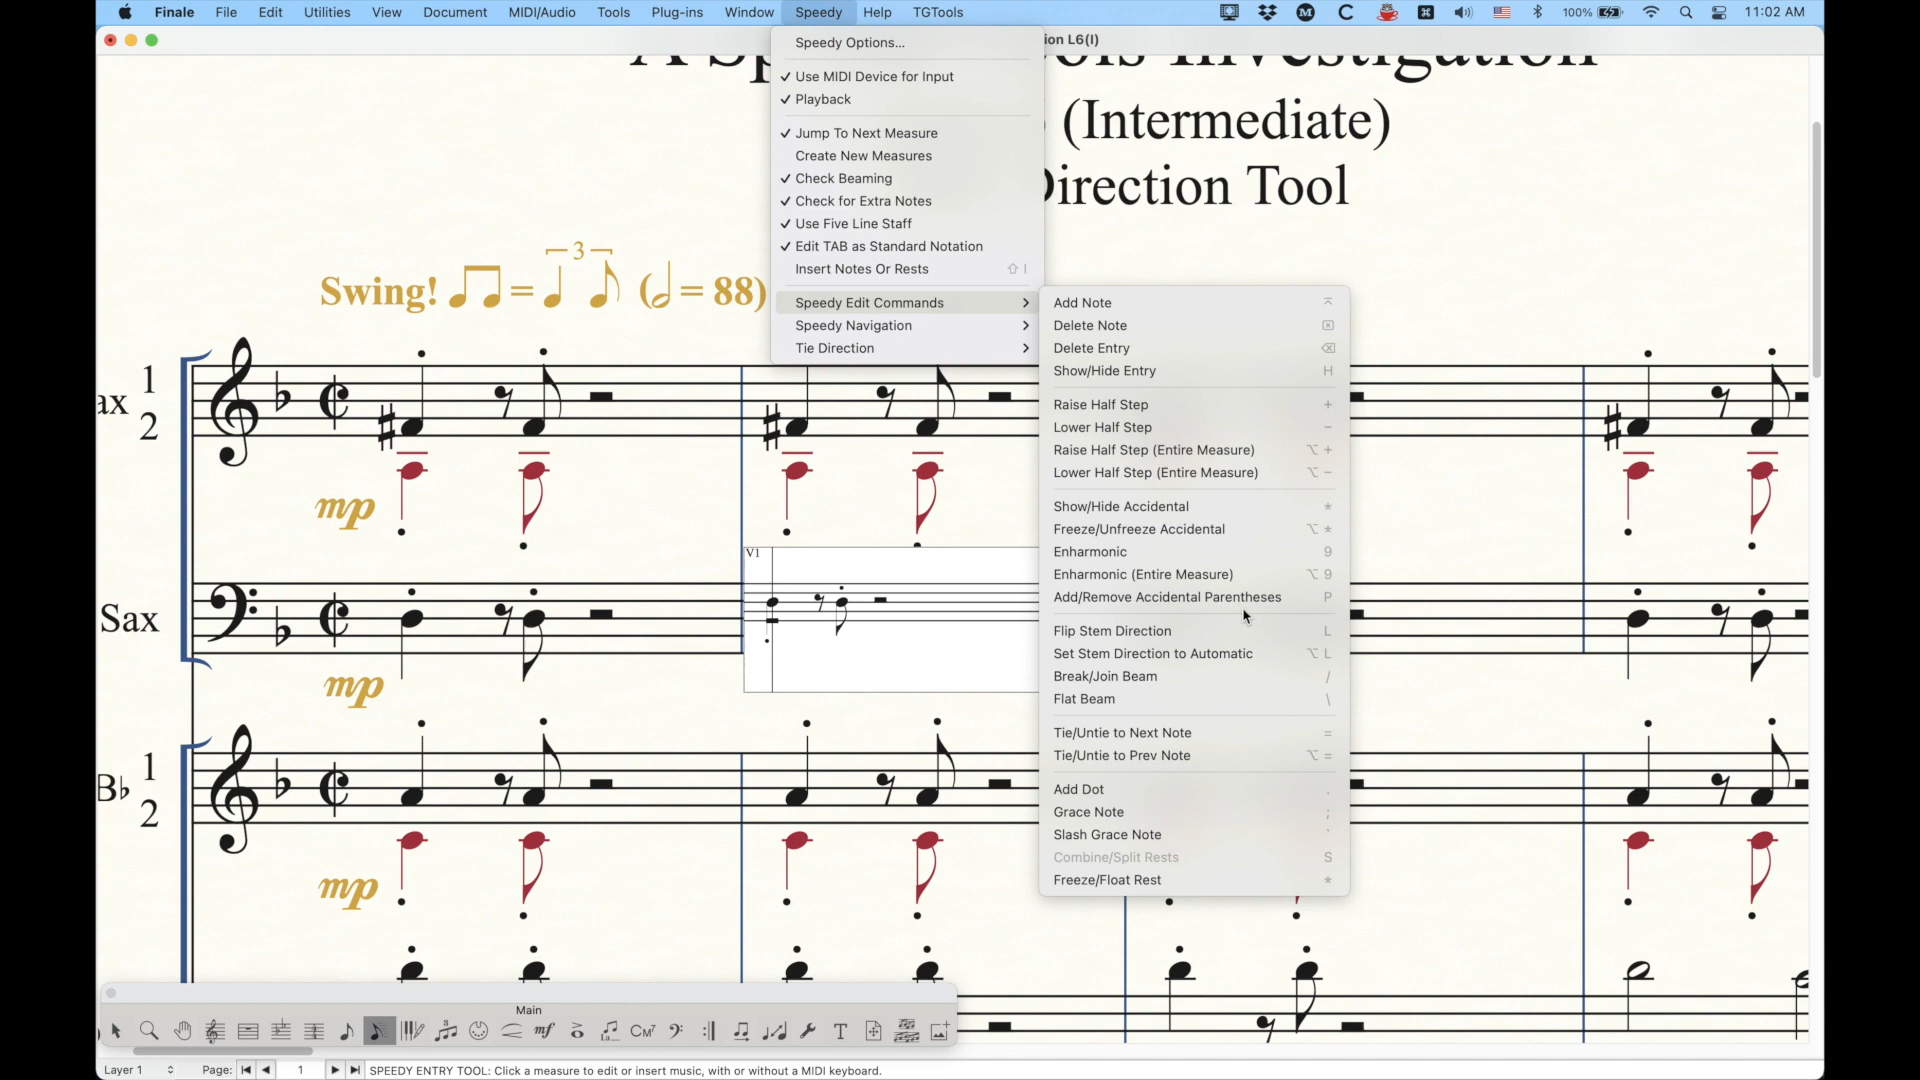 Finale File Edit Utilities View Document MIDI/Audio Tools Plug-ins Window Speedy Help TGTools 100% 11:02 AM
ion L6(I)
Investigation
(Intermediate)
Direction Tool
Speedy Options...
✓ Use MIDI Device for Input
✓ Playback
✓ Jump To Next Measure
Create New Measures
✓ Check Beaming
✓ Check for Extra Notes
✓ Use Five Line Staff
✓ Edit TAB as Standard Notation
Insert Notes Or Rests ⇧ I
Speedy Edit Commands >
Speedy Navigation >
Tie Direction >
Add Note
Delete Note
Delete Entry ⌫
Show/Hide Entry H
Raise Half Step +
Lower Half Step −
Raise Half Step (Entire Measure) ⌥ +
Lower Half Step (Entire Measure) ⌥ −
Show/Hide Accidental *
Freeze/Unfreeze Accidental ⌥ *
Enharmonic 9
Enharmonic (Entire Measure) ⌥ 9
Add/Remove Accidental Parentheses P
Flip Stem Direction L
Set Stem Direction to Automatic ⌥ L
Break/Join Beam /
Flat Beam \
Tie/Untie to Next Note =
Tie/Untie to Prev Note ⌥ =
Add Dot .
Grace Note ;
Slash Grace Note `
Combine/Split Rests S
Freeze/Float Rest *
3
Swing! = ( = 88)
ax 1
2
mp
V1
Sax
mp
B♭ 1
2
mp
Main
mf CM7 T
Layer 1 Page: 1 SPEEDY ENTRY TOOL: Click a measure to edit or insert music, with or without a MIDI keyboard.